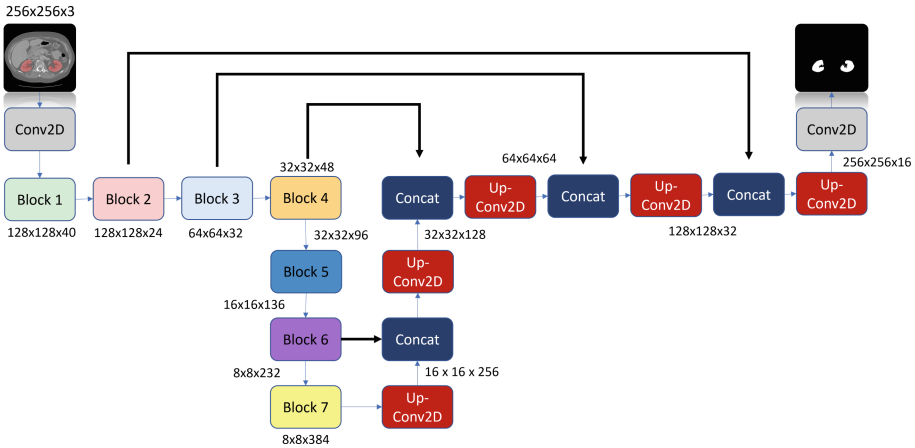 256x256x3
Conv2D
Block 1
128x128x40
Block 2
128x128x24
Block 3
64x64x32
32x32x48
Block 4
32x32x96
Block 5
16x16x136
Block 6
8x8x232
Block 7
8x8x384
Up-
Conv2D
16 x 16 x 256
Concat
Up-
Conv2D
32x32x128
Concat
Up-
Conv2D
64x64x64
Concat
Up-
Conv2D
128x128x32
Concat
Up-
Conv2D
256x256x16
Conv2D